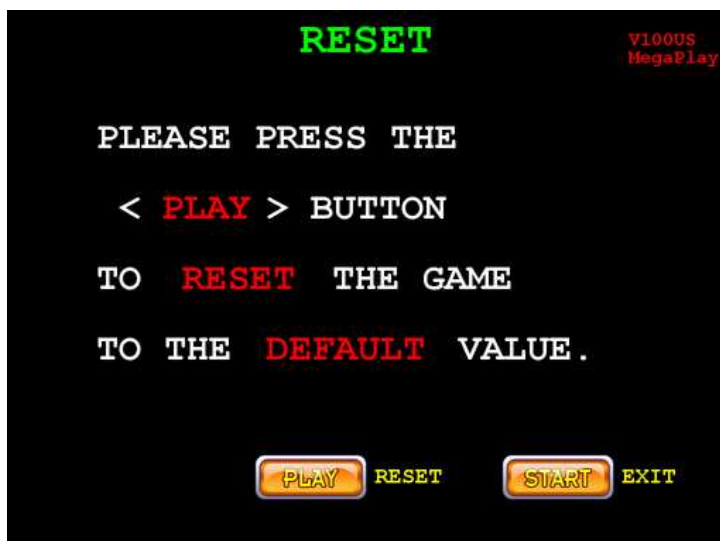 RESET
V100US
MegaPlay
PLEASE PRESS THE
< PLAY > BUTTON
TO RESET THE GAME
TO THE DEFAULT VALUE.
PLAY RESET START EXIT